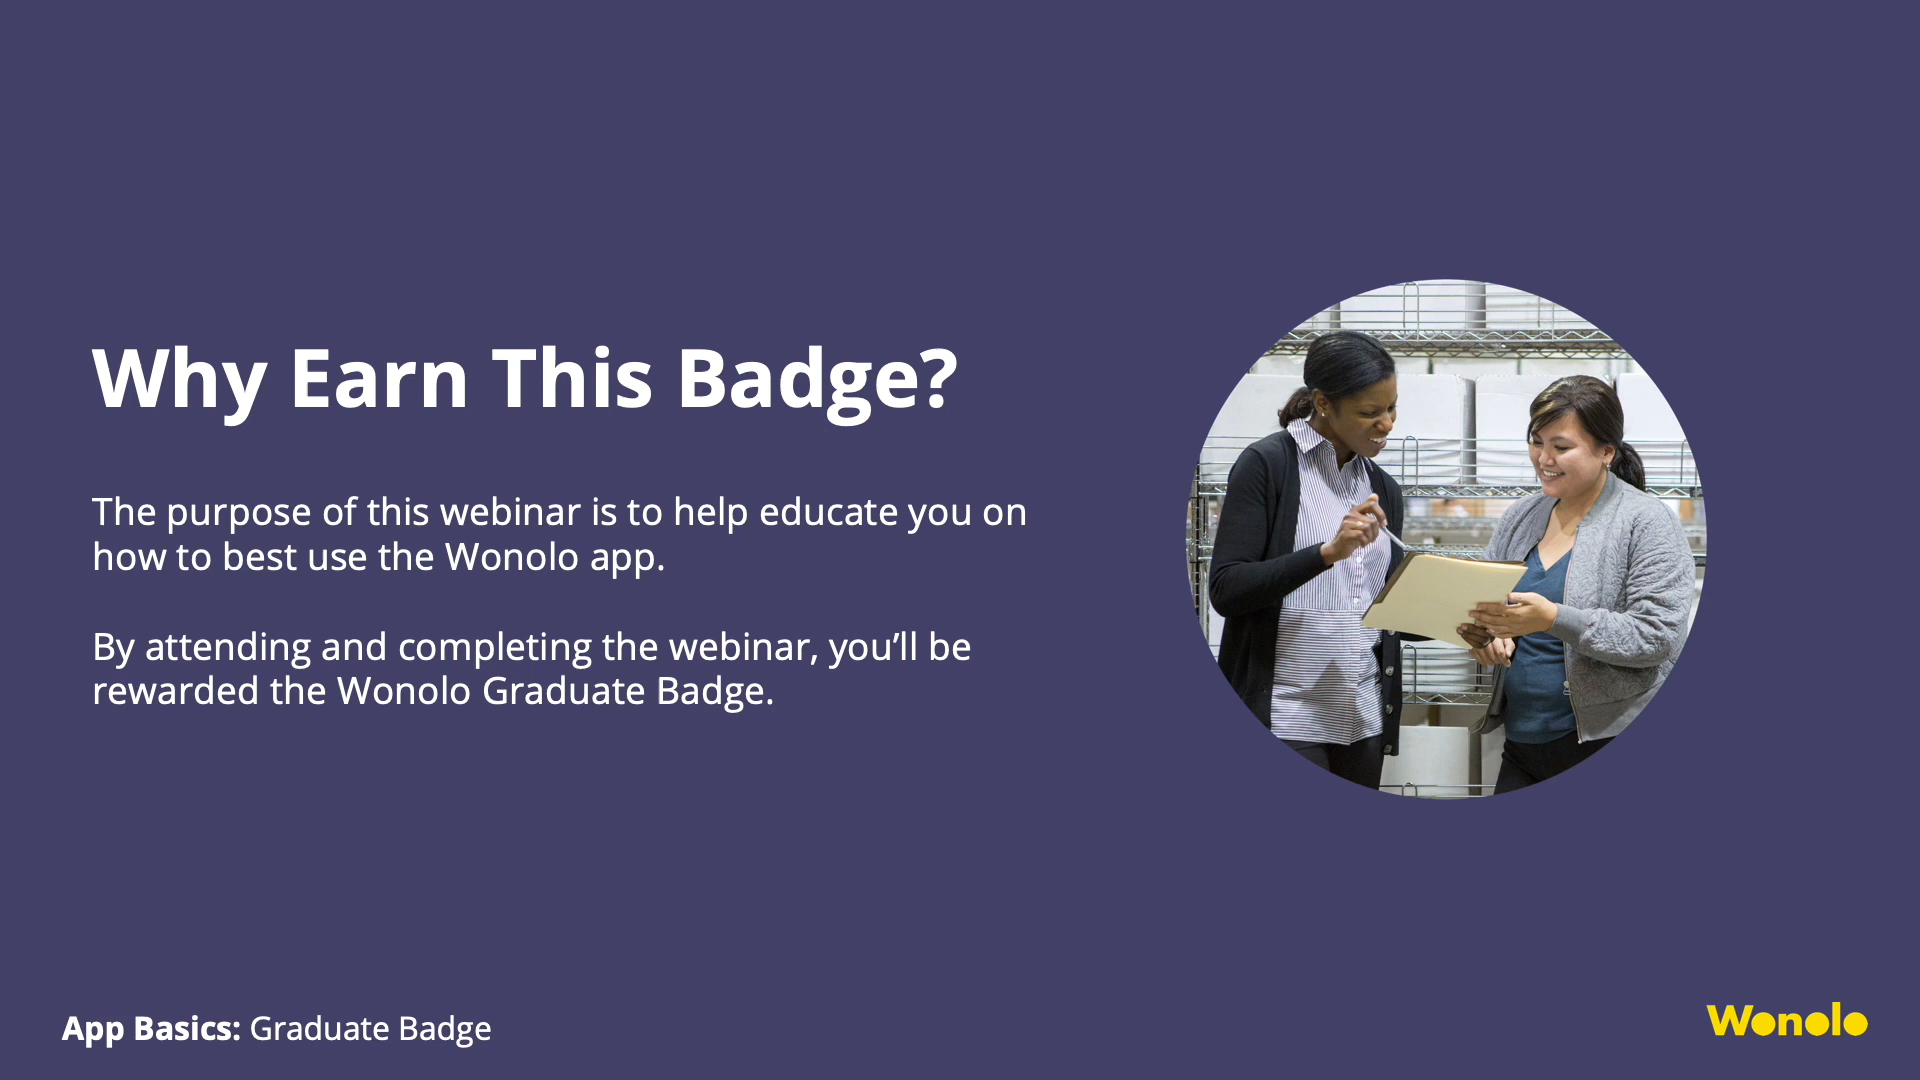 Why Earn This Badge?
The purpose of this webinar is to help educate you on
how to best use the Wonolo app.
By attending and completing the webinar, you’ll be
rewarded the Wonolo Graduate Badge.
App Basics: Graduate Badge
Wonolo